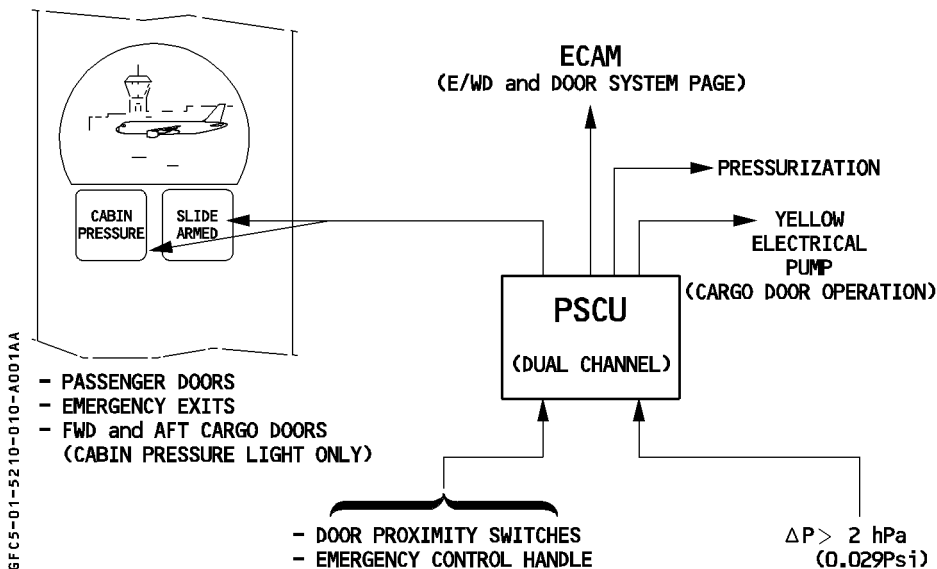 ECAM
(E/WD and DOOR SYSTEM PAGE)
PRESSURIZATION
YELLOW
ELECTRICAL
PUMP
(CARGO DOOR OPERATION)
CABIN
PRESSURE
SLIDE
ARMED
PSCU
(DUAL CHANNEL)
- PASSENGER DOORS
- EMERGENCY EXITS
- FWD and AFT CARGO DOORS
(CABIN PRESSURE LIGHT ONLY)
- DOOR PROXIMITY SWITCHES
- EMERGENCY CONTROL HANDLE
ΔP> 2 hPa
(0.029Psi)
GFC5-01-5210-010-A001AA